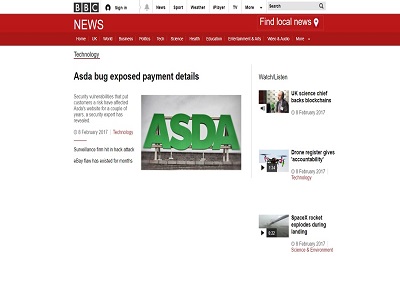 BBC Sign in News Sport Weather iPlayer TV More Search
NEWS
Find local news
Home UK World Business Politics Tech Science Health Education Entertainment & Arts Video & Audio More
Technology
Asda bug exposed payment details
Watch/Listen
Security vulnerabilities that put
customers a risk have affected
Asda's website for a couple of
years, a security expert has
revealed
8 February 2017 Technology
Surveillance firm hit in hack attack
eBay flaw has existed for months
ASDA
UK science chief
backs blockchains
8 February 2017
Drone register gives
'accountability'
1:34
8 February 2017
Technology
SpaceX rocket
explodes during
landing
0:32
8 February 2017
Science & Environment